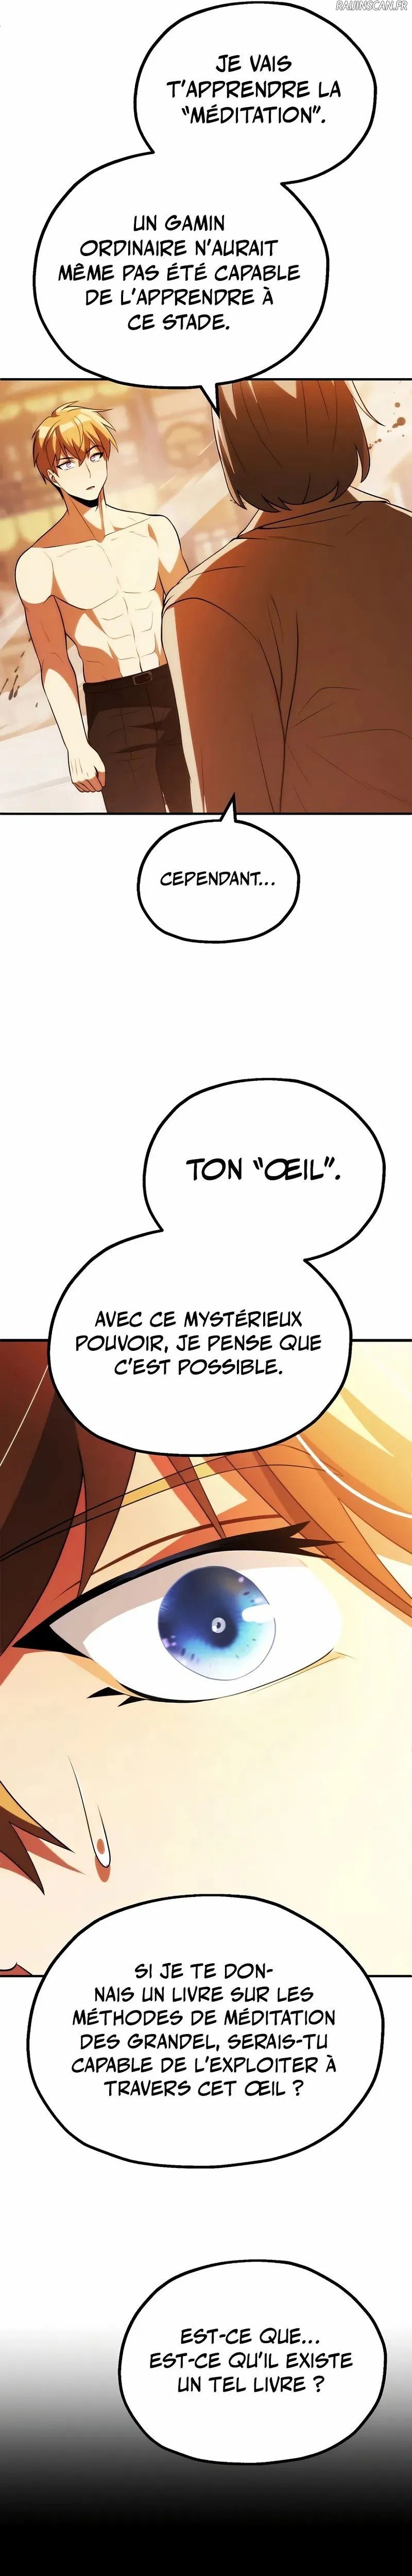 RAIJINSCAN.FR
JE VAIS
T'APPRENDRE LA
"MÉDITATION".
UN GAMIN
ORDINAIRE N'AURAIT
MÊME PAS ÉTÉ CAPABLE
DE L'APPRENDRE À
CE STADE.
CEPENDANT...
TON "ŒIL".
AVEC CE MYSTÉRIEUX
POUVOIR, JE PENSE QUE
C'EST POSSIBLE.
SI JE TE DON-
NAIS UN LIVRE SUR LES
MÉTHODES DE MÉDITATION
DES GRANDEL, SERAIS-TU
CAPABLE DE L'EXPLOITER À
TRAVERS CET ŒIL ?
EST-CE QUE...
EST-CE QU'IL EXISTE
UN TEL LIVRE ?